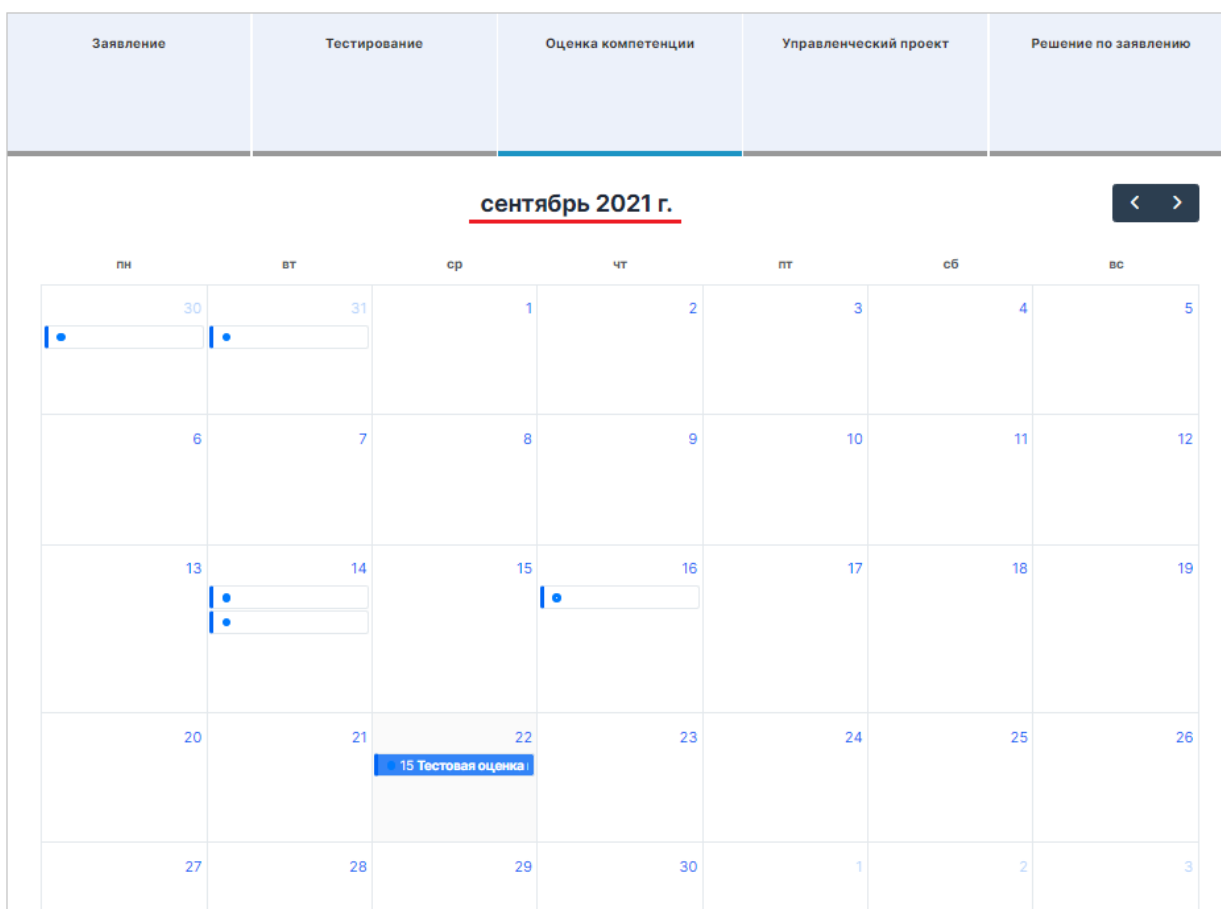 Заявление Тестирование Оценка компетенции Управленческий проект Решение по заявлению
сентябрь 2021 г.
пн вт ср чт пт сб вс
30 31 1 2 3 4 5
6 7 8 9 10 11 12
13 14 15 16 17 18 19
20 21 22 23 24 25 26
15 Тестовая оценка
27 28 29 30 1 2 3